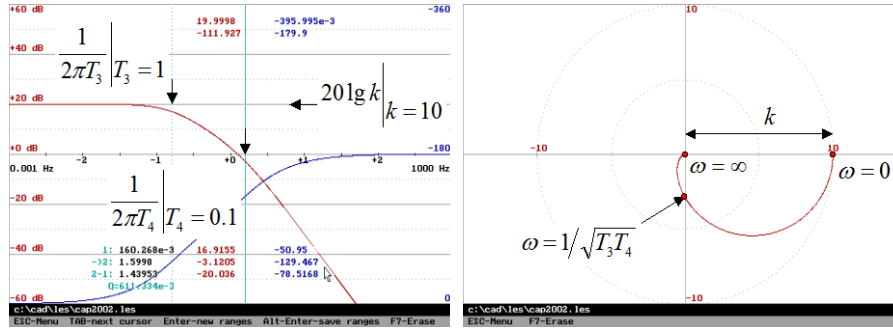 +60 dB 19.9998 -395.995e-3 -360
-111.927 -179.9
+40 dB
1/2πT₃ | T₃ = 1
20 lg k | k = 10
+20 dB
+0 dB -180
0.001 Hz -2 -1 +0 +1 +2 1000 Hz
-20 dB
1/2πT₄ | T₄ = 0.1
-40 dB
1: 160.268e-3 16.9155 -50.95
->2: 1.5998 -3.1205 -129.467
2-1: 1.43953 -20.036 -78.5168
Q=611.334e-3
-60 dB 0
c:\cad\les\cap2002.les
ESC-Menu TAB-next cursor Enter-new ranges Alt-Enter-save ranges F7-Erase
10
k
-10 10
ω=∞ ω=0
ω=1/√T₃T₄
-10
c:\cad\les\cap2002.les
ESC-Menu F7-Erase